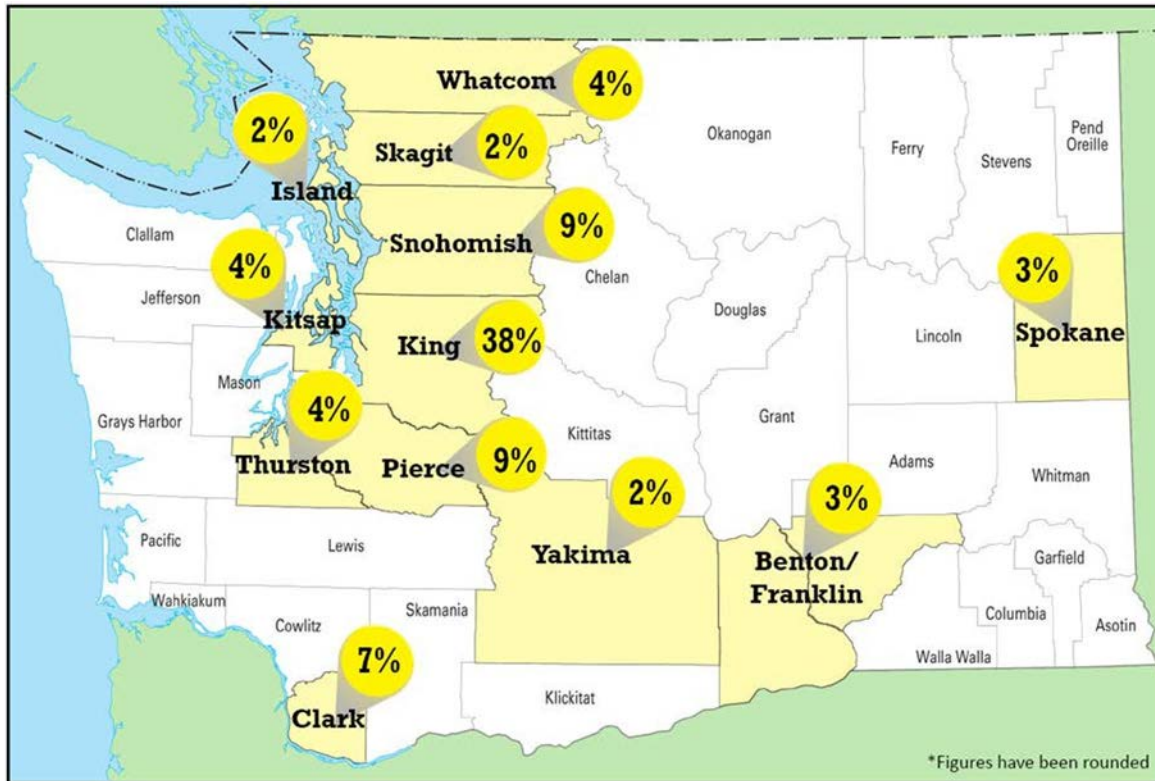 Whatcom
4%
Okanogan
Ferry
Pend
Oreille
Stevens
2%
Skagit
2%
Island
Snohomish
9%
Clallam
Chelan
4%
3%
Jefferson
Kitsap
Douglas
King
38%
Lincoln
Spokane
Mason
4%
Grays Harbor
Grant
Kittitas
Thurston
Pierce
9%
Adams
Whitman
2%
3%
Pacific
Lewis
Yakima
Benton/
Franklin
Garfield
Wahkiakum
Skamania
Columbia
Cowlitz
Asotin
7%
Walla Walla
Klickitat
Clark
*Figures have been rounded